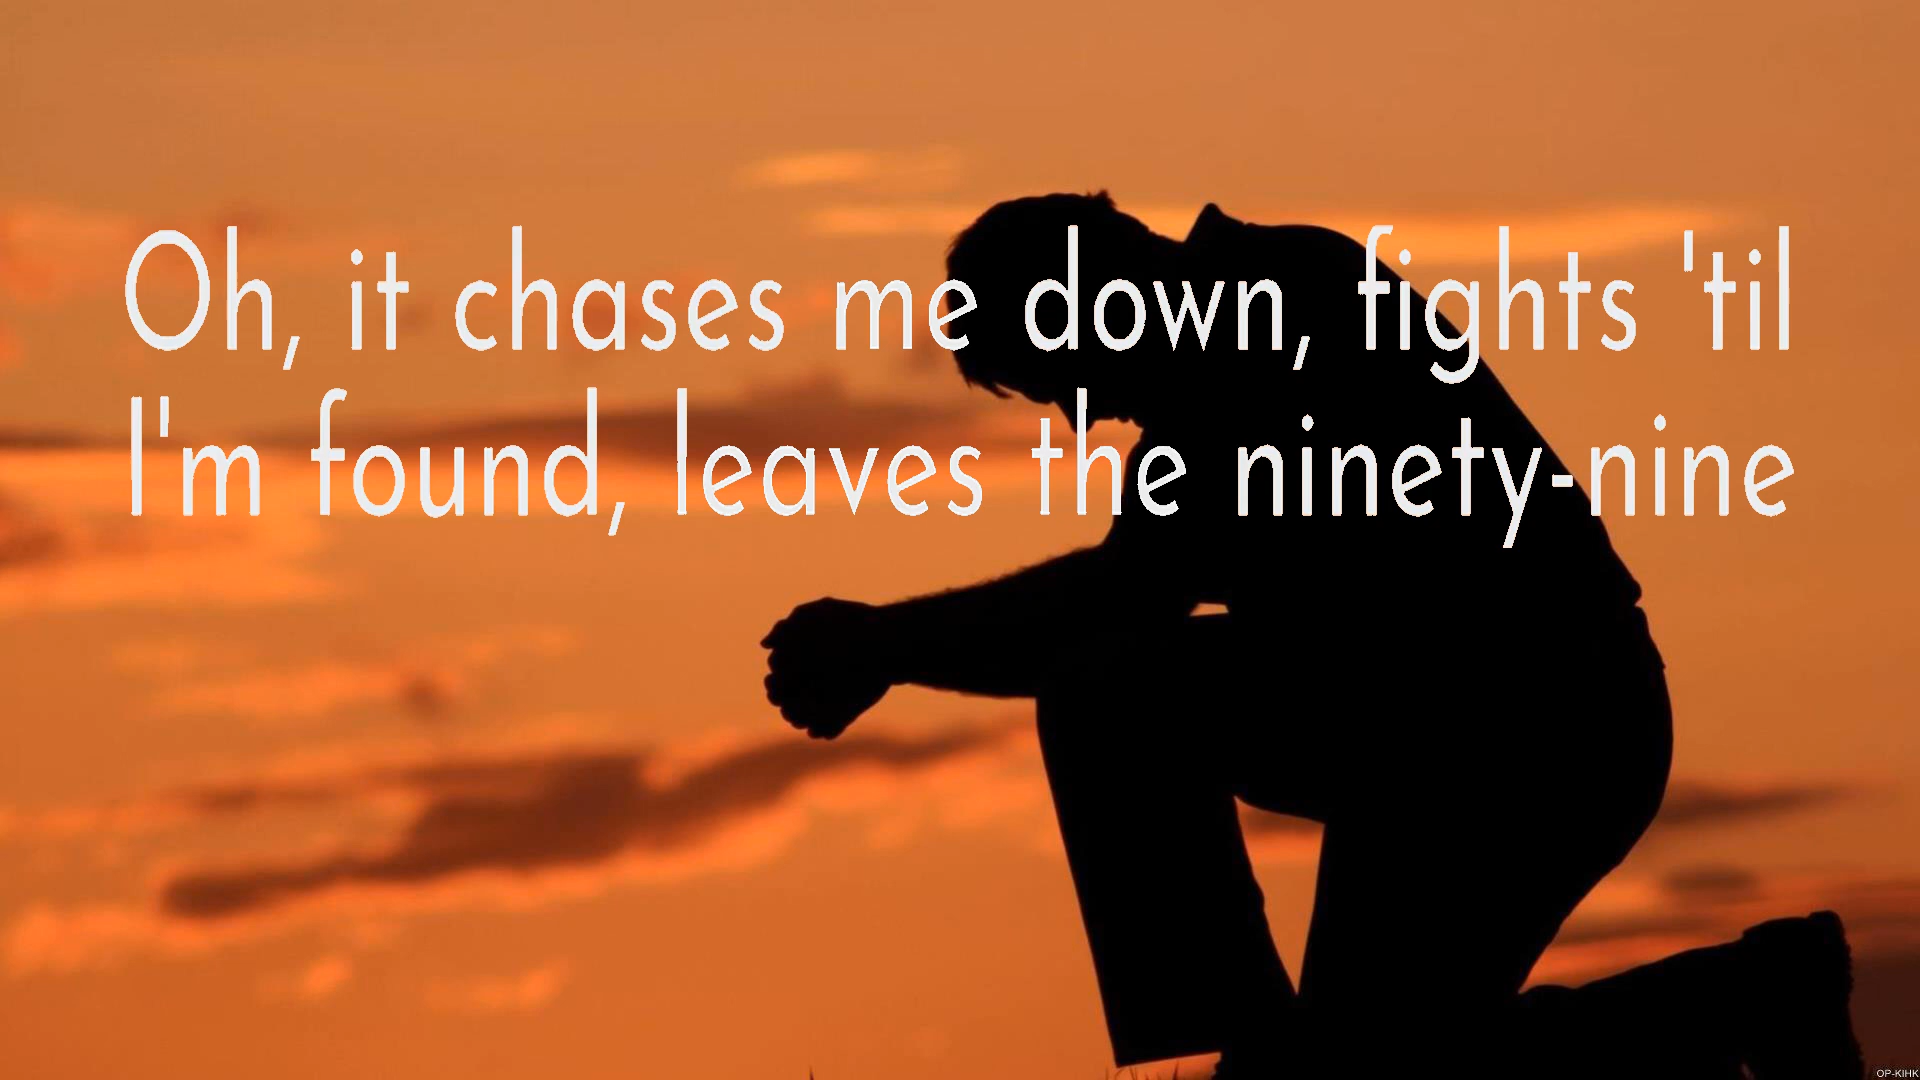 Oh, it chases me down, fights 'til
I'm found, leaves the ninety-nine
OP-KIHK